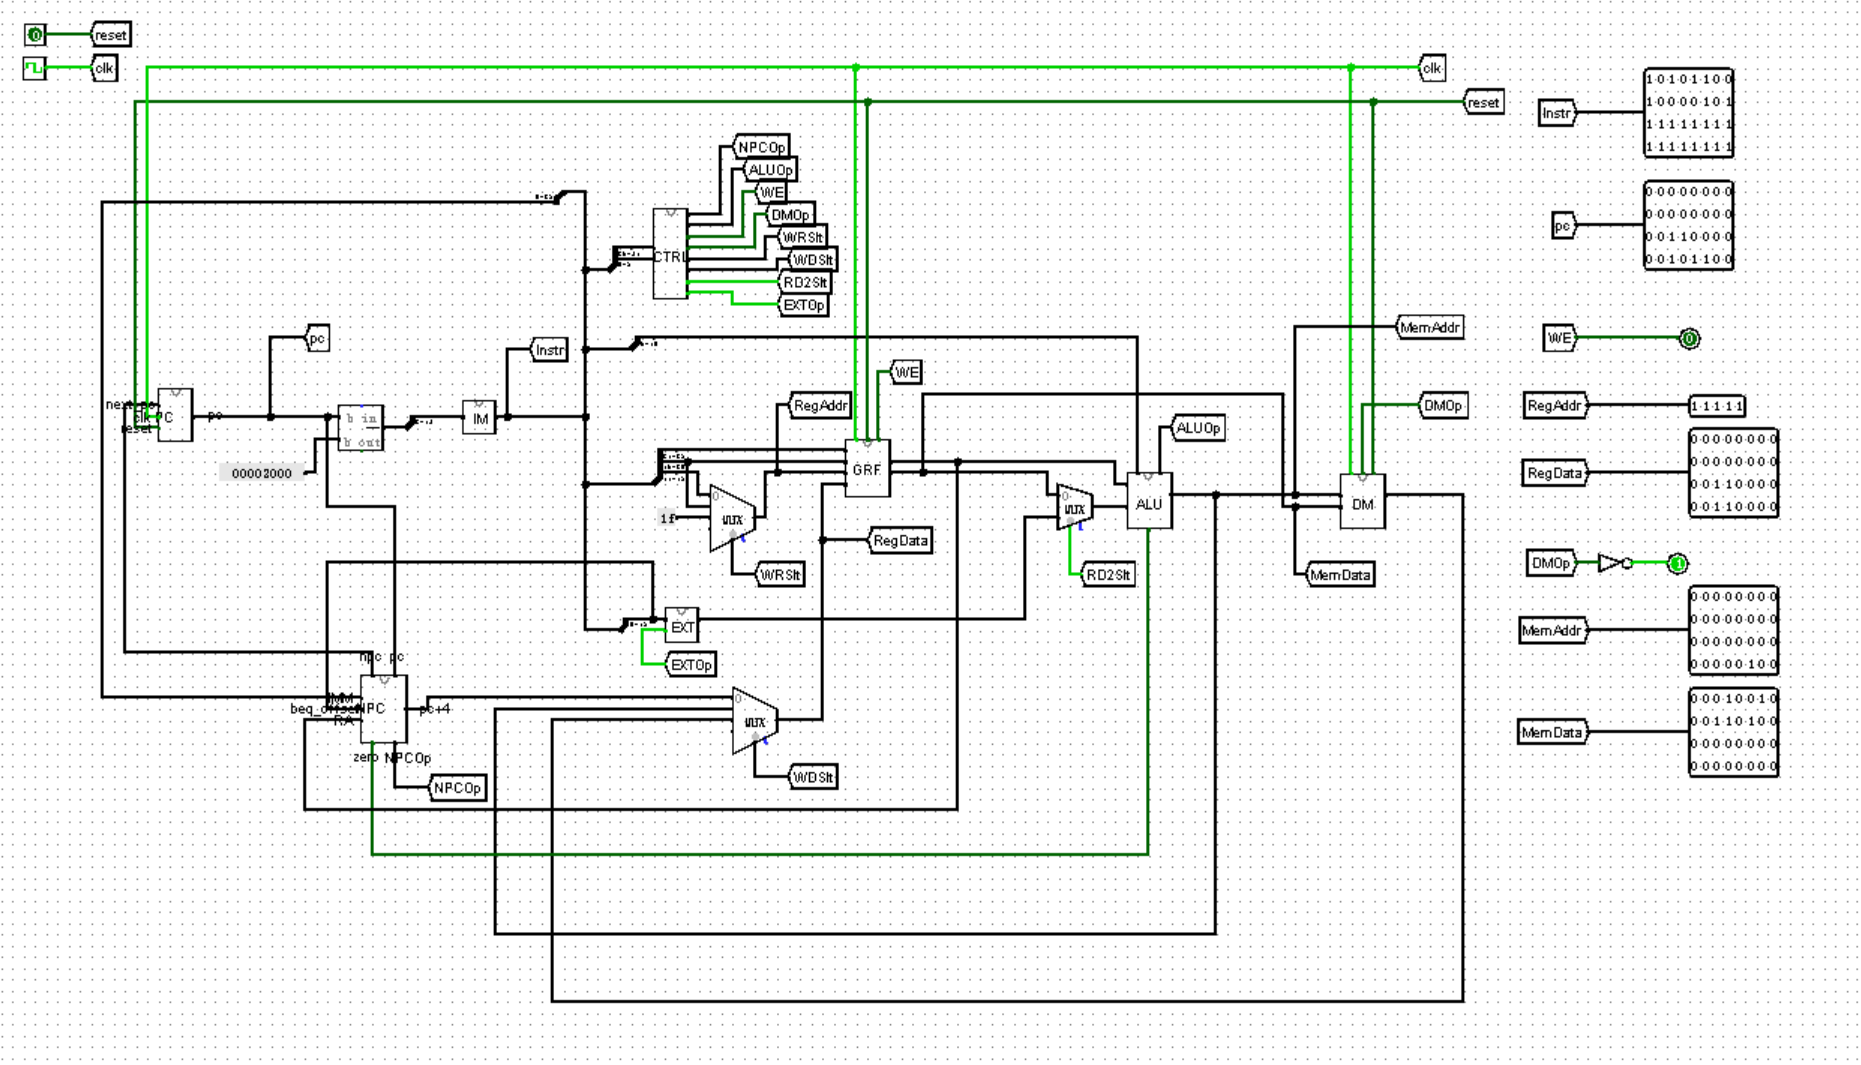 0
reset
clk
clk
reset
Instr
1 0 1 0 1 1 0 0
1 0 0 0 0 1 0 1
1 1 1 1 1 1 1 1
1 1 1 1 1 1 1 1
NPCOp
ALUOp
WE
DMOp
WRSlt
WDSlt
RD2Slt
EXTOp
CTRL
pc
0 0 0 0 0 0 0 0
0 0 0 0 0 0 0 0
0 0 1 1 0 0 0 0
0 0 1 0 1 1 0 0
pc
Instr
MemAddr
WE
0
WE
RegAddr
DMOp
RegAddr
1 1 1 1 1
next pc
clk
PC
reset
pc
b in
b out
IM
ALUOp
00002000
GRF
RegData
0 0 0 0 0 0 0 0
0 0 0 0 0 0 0 0
0 0 1 1 0 0 0 0
0 0 1 1 0 0 0 0
0
MUX
1f
0
MUX
ALU
DM
RegData
WRSlt
RD2Slt
MemData
DMOp
1
EXT
EXTOp
MemAddr
0 0 0 0 0 0 0 0
0 0 0 0 0 0 0 0
0 0 0 0 0 0 0 0
0 0 0 0 0 1 0 0
npc pc
IMM
beq_offset
NPC
RA
pc+4
zero NPCOp
NPCOp
0
MUX
WDSlt
MemData
0 0 0 1 0 0 1 0
0 0 1 1 0 1 0 0
0 0 0 0 0 0 0 0
0 0 0 0 0 0 0 0